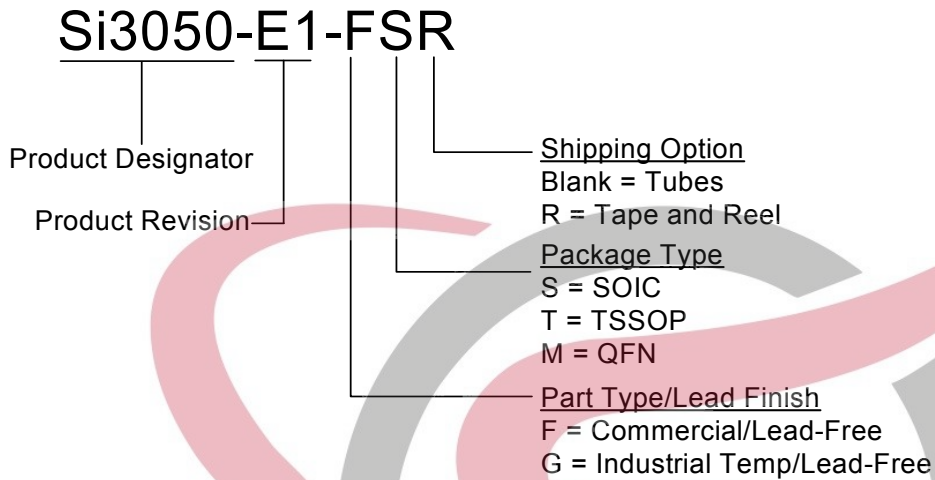 Si3050-E1-FSR
Product Designator
Product Revision
Shipping Option
Blank = Tubes
R = Tape and Reel
Package Type
S = SOIC
T = TSSOP
M = QFN
Part Type/Lead Finish
F = Commercial/Lead-Free
G = Industrial Temp/Lead-Free